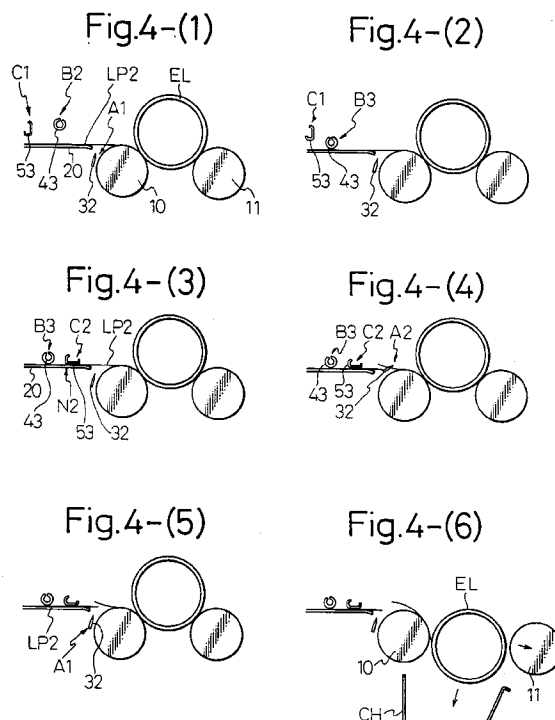 Fig.4-(1)
Fig.4-(2)
C1 B2 LP2 A1 EL
53 43 20 32 10 11
C1 B3
53 43 32
Fig.4-(3)
Fig.4-(4)
B3 C2 LP2
20 43 N2 53 32
B3 C2 A2
43 53 32
Fig.4-(5)
Fig.4-(6)
LP2 A1 32
EL
10 11
CH